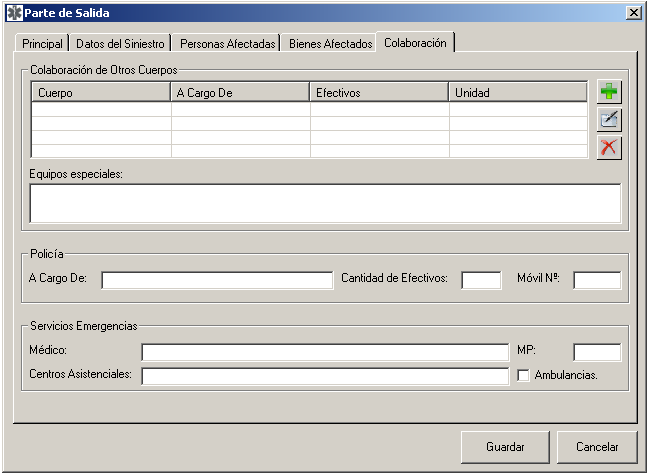 Parte de Salida
Principal Datos del Siniestro Personas Afectadas Bienes Afectados Colaboración
Colaboración de Otros Cuerpos
Cuerpo A Cargo De Efectivos Unidad
Equipos especiales:
Policía
A Cargo De: Cantidad de Efectivos: Móvil Nº:
Servicios Emergencias
Médico: MP:
Centros Asistenciales: Ambulancias.
Guardar Cancelar